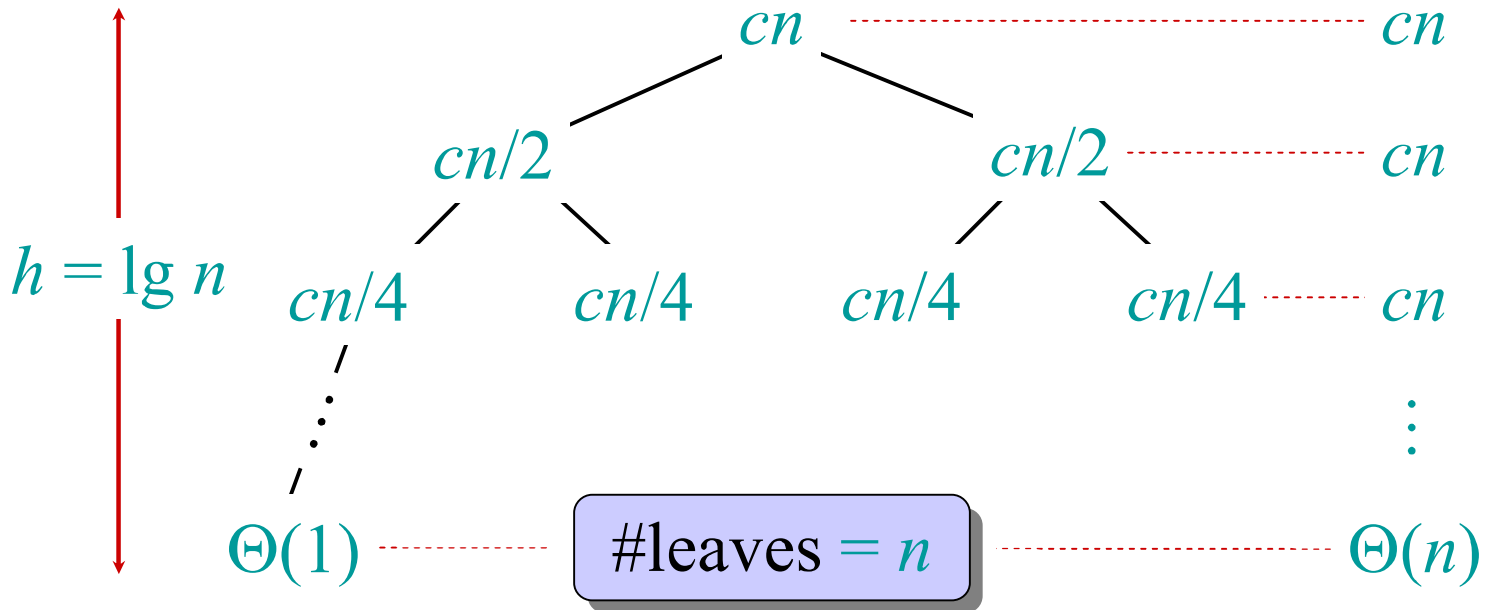 cn cn
cn/2 cn/2 cn
h = lg n
cn/4 cn/4 cn/4 cn/4 cn
Θ(1) #leaves = n Θ(n)